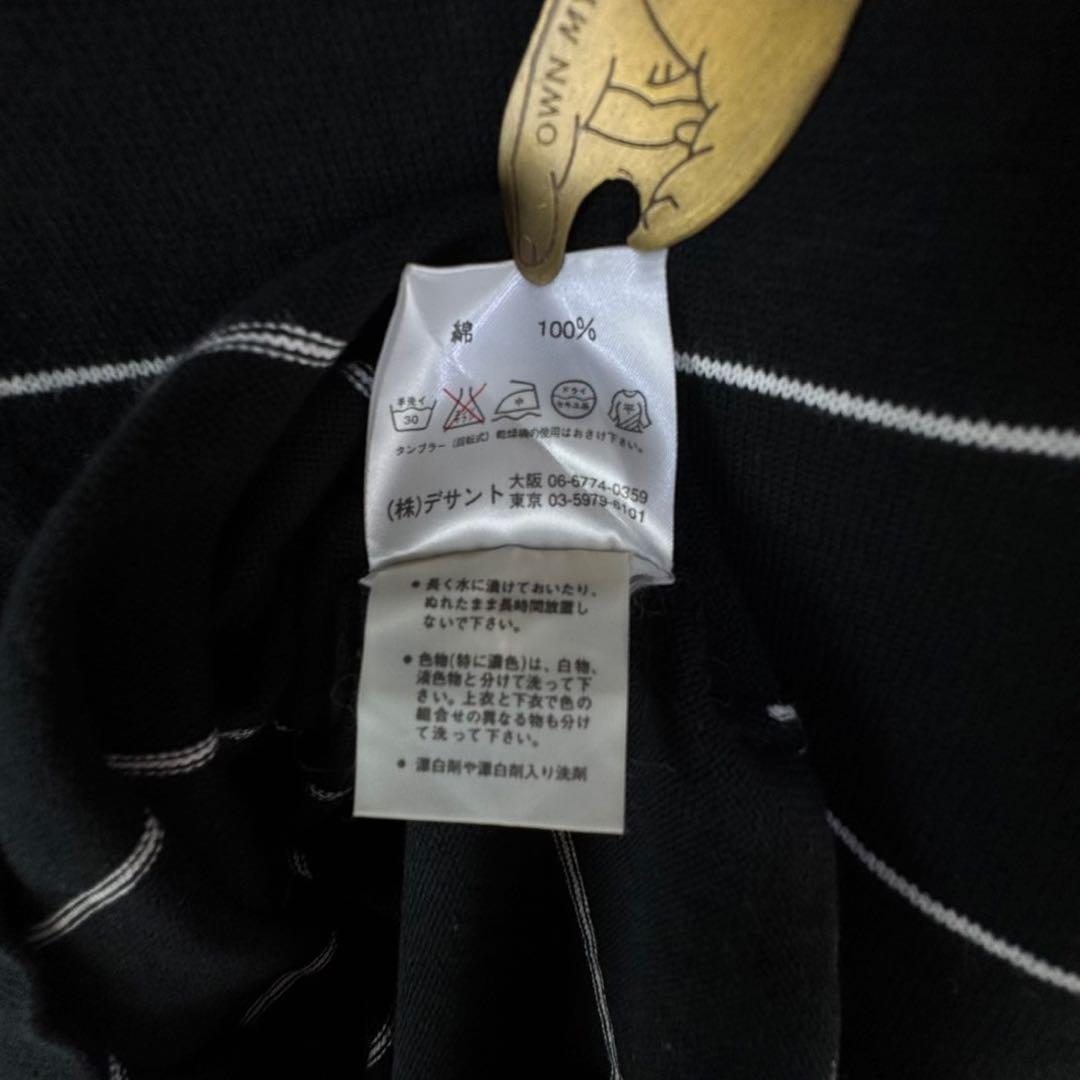 OWN M
綿 100%
手洗イ
30
中
ドライ
セキユ系
平
タンブラー（回転式）乾燥機の使用はおさけ下さい。
(株)デサント
大阪 06-6774-0359
東京 03-5979-6101
• 長く水に漬けておいたり、
ぬれたまま長時間放置し
ないで下さい。
• 色物(特に濃色)は、白物、
淡色物と分けて洗って下
さい。上衣と下衣で色の
組合せの異なる物も分け
て洗って下さい。
• 漂白剤や漂白剤入り洗剤